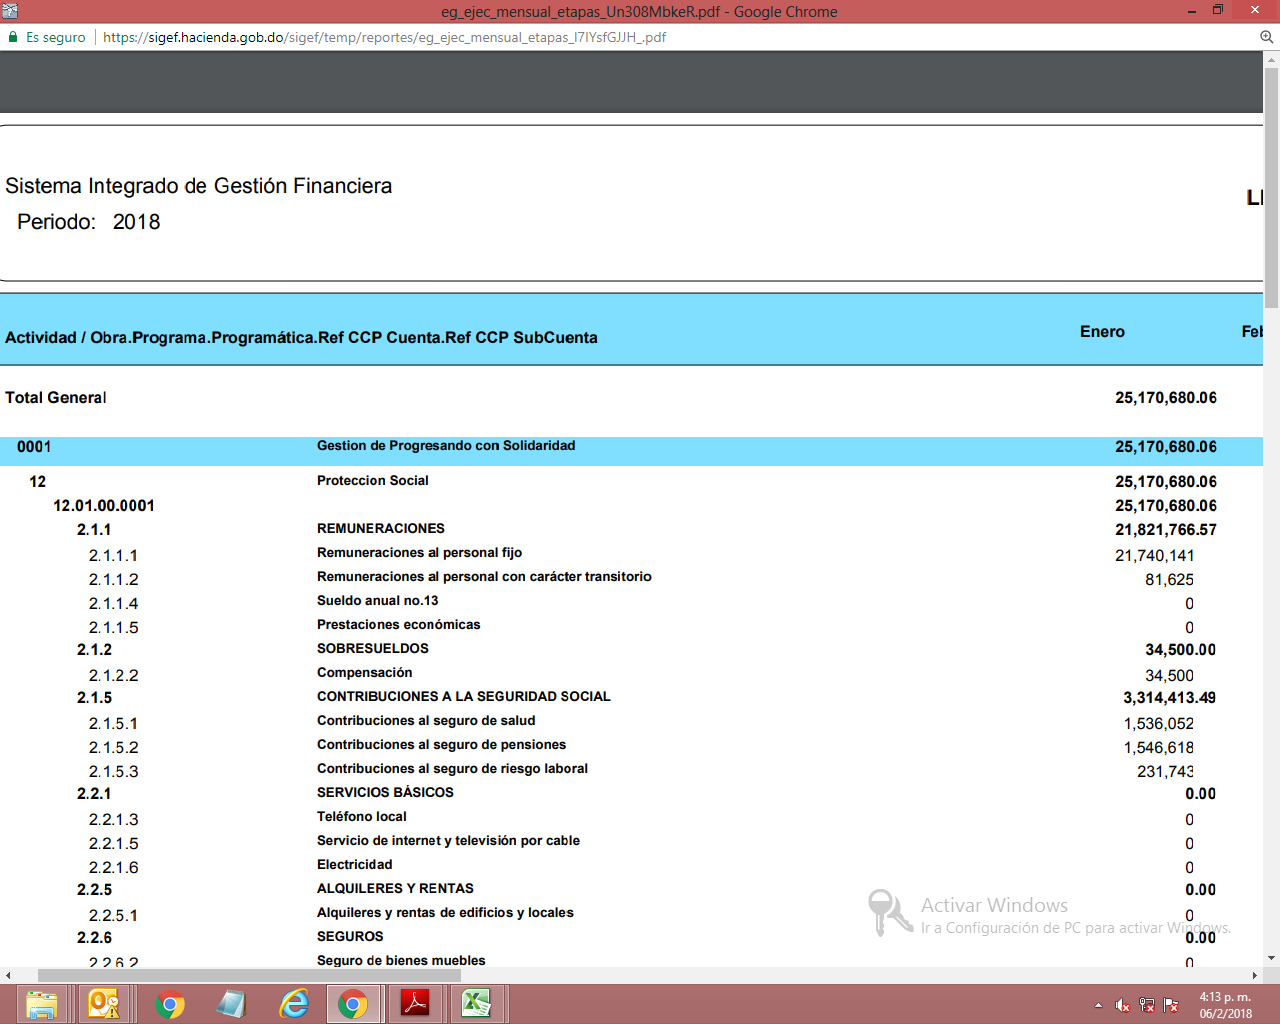 eg_ejec_mensual_etapas_Un308MbkeR.pdf - Google Chrome
Es seguro https://sigef.hacienda.gob.do/sigef/temp/reportes/eg_ejec_mensual_etapas_I7IYsfGJJH_.pdf
Sistema Integrado de Gestión Financiera
Periodo: 2018
Actividad / Obra.Programa.Programática.Ref CCP Cuenta.Ref CCP SubCuenta Enero
Total General 25,170,680.06
0001 Gestion de Progresando con Solidaridad 25,170,680.06
12 Proteccion Social 25,170,680.06
12.01.00.0001 25,170,680.06
2.1.1 REMUNERACIONES 21,821,766.57
2.1.1.1 Remuneraciones al personal fijo 21,740,141
2.1.1.2 Remuneraciones al personal con carácter transitorio 81,625
2.1.1.4 Sueldo anual no.13 0
2.1.1.5 Prestaciones económicas 0
2.1.2 SOBRESUELDOS 34,500.00
2.1.2.2 Compensación 34,500
2.1.5 CONTRIBUCIONES A LA SEGURIDAD SOCIAL 3,314,413.49
2.1.5.1 Contribuciones al seguro de salud 1,536,052
2.1.5.2 Contribuciones al seguro de pensiones 1,546,618
2.1.5.3 Contribuciones al seguro de riesgo laboral 231,743
2.2.1 SERVICIOS BÁSICOS 0.00
2.2.1.3 Teléfono local 0
2.2.1.5 Servicio de internet y televisión por cable 0
2.2.1.6 Electricidad 0
2.2.5 ALQUILERES Y RENTAS 0.00
Activar Windows
2.2.5.1 Alquileres y rentas de edificios y locales 0
Ir a Configuración de PC para activar Windows.
2.2.6 SEGUROS 0.00
2.2.6.2 Seguro de bienes muebles 0
4:13 p. m.
06/2/2018